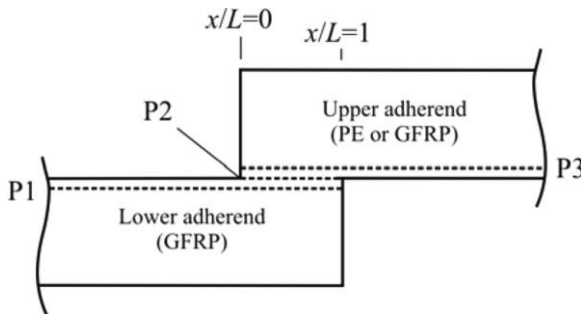 x/L=0
x/L=1
Upper adherend
(PE or GFRP)
P2
P3
P1
Lower adherend
(GFRP)